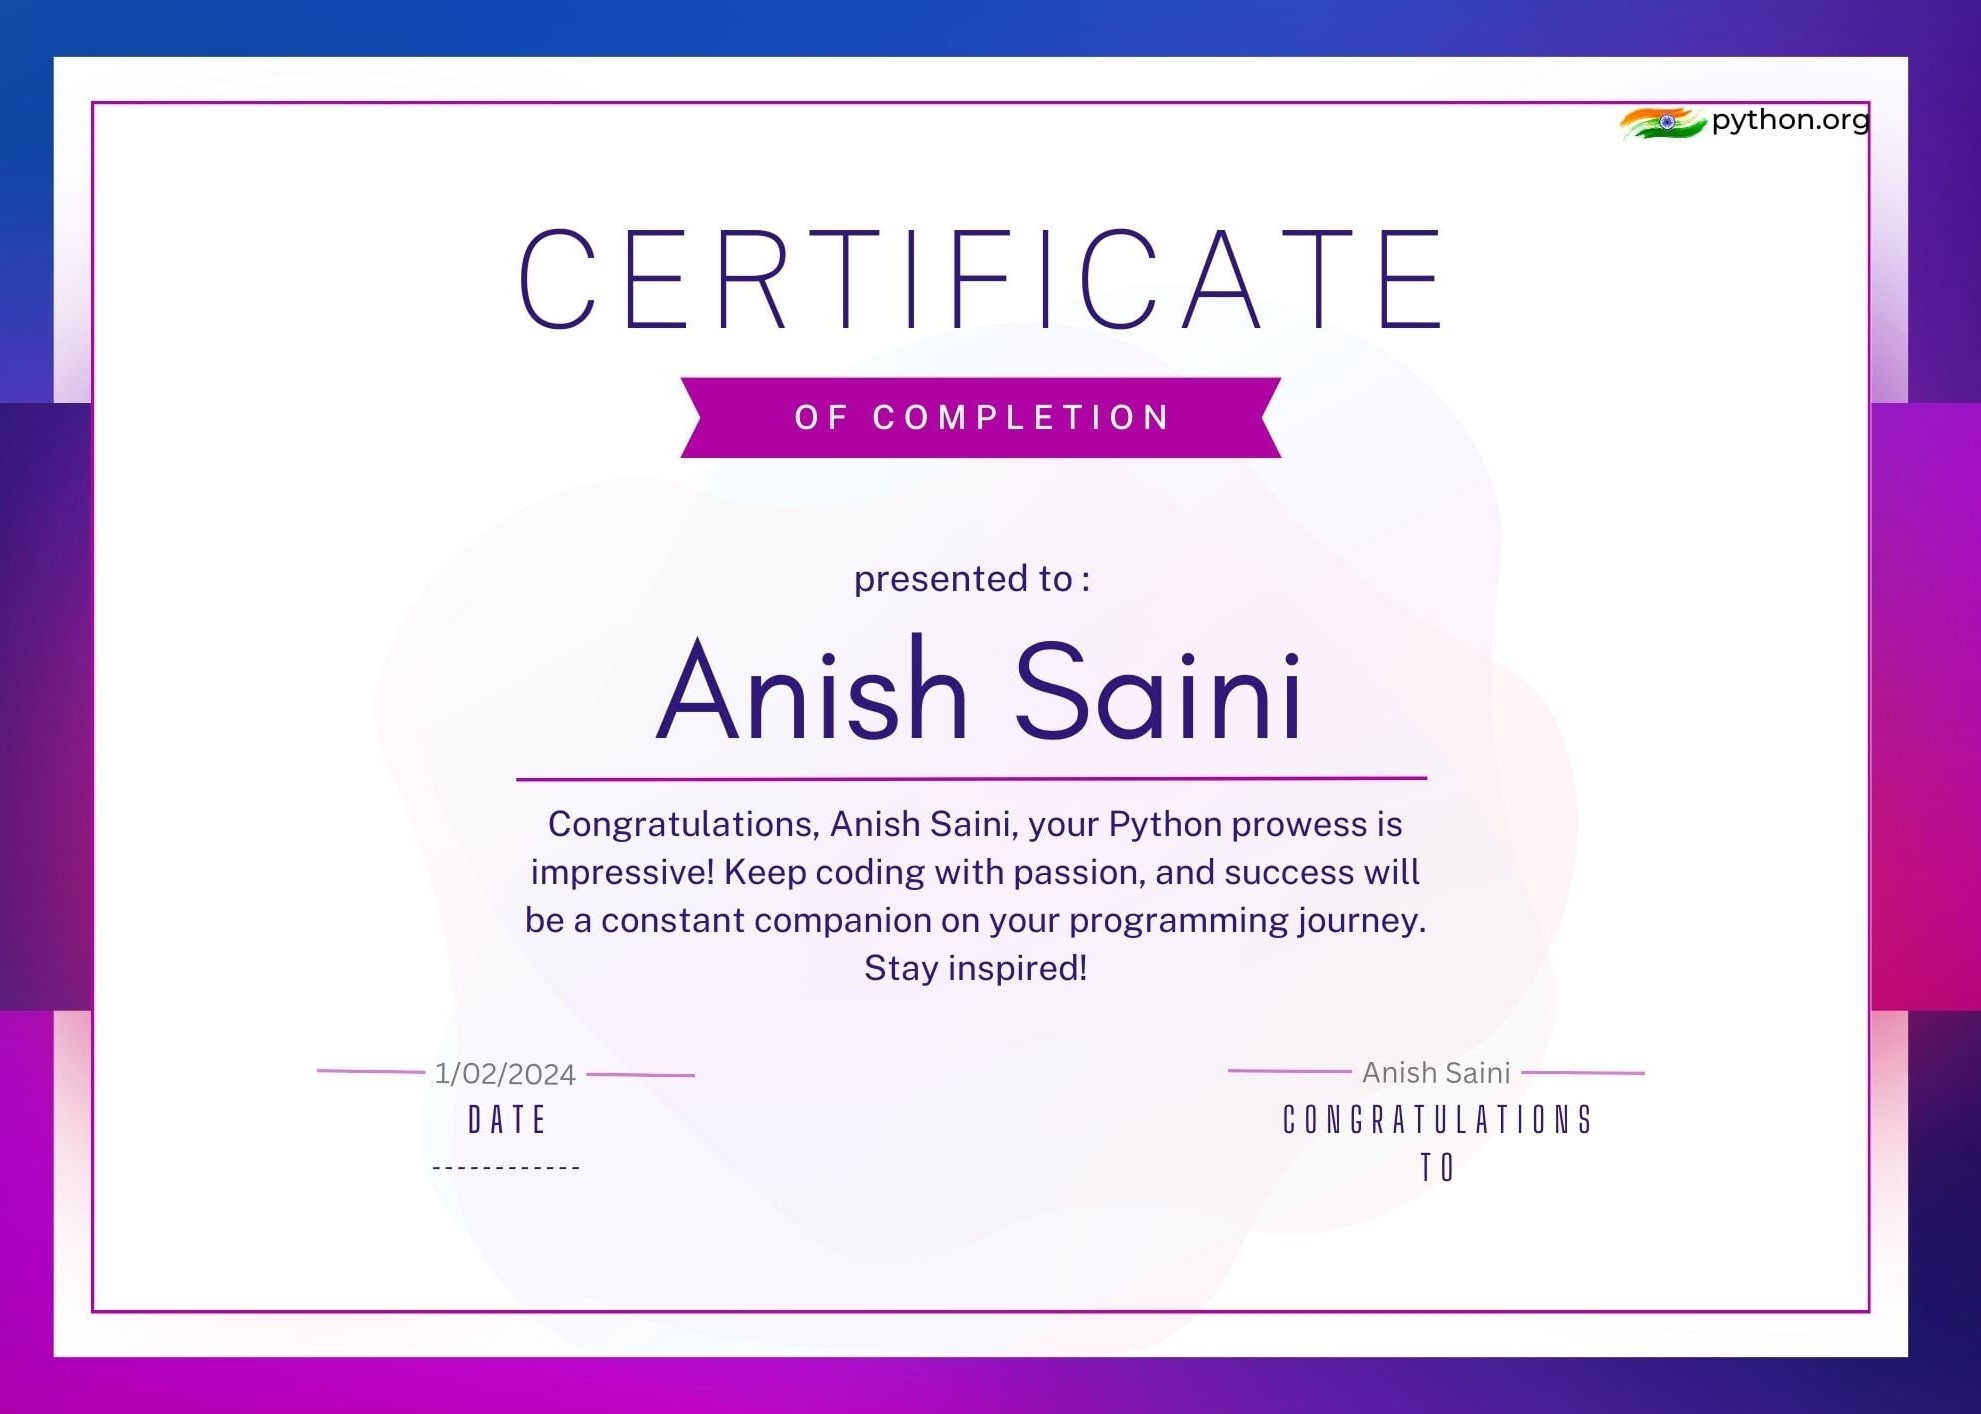 python.org
CERTIFICATE
OF COMPLETION
presented to :
Anish Saini
Congratulations, Anish Saini, your Python prowess is
impressive! Keep coding with passion, and success will
be a constant companion on your programming journey.
Stay inspired!
1/02/2024
DATE
------------
Anish Saini
CONGRATULATIONS
TO